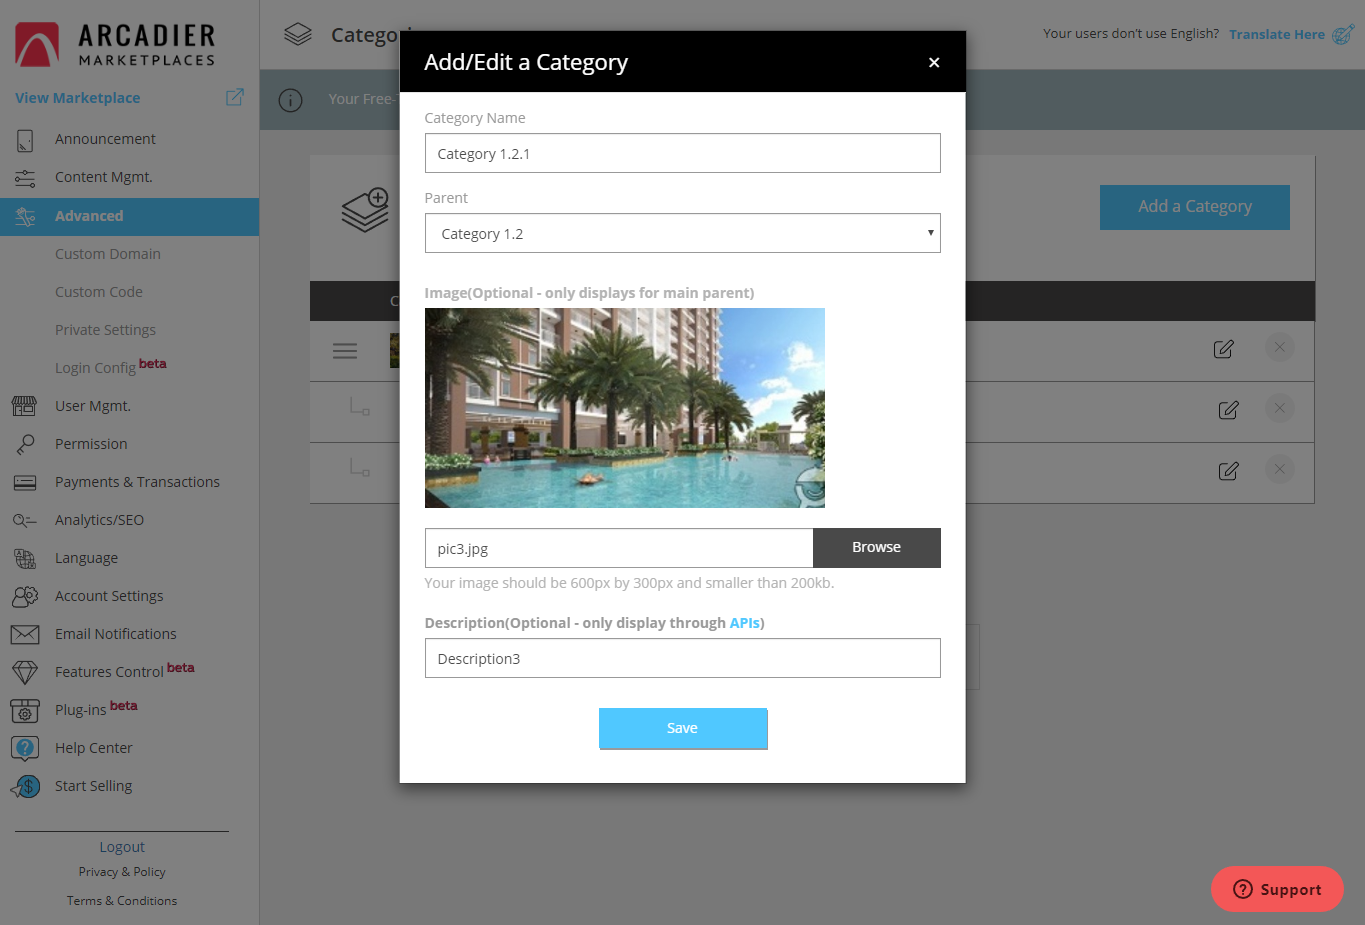 ARCADIER
MARKETPLACES
View Marketplace
Announcement
Content Mgmt.
Advanced
Custom Domain
Custom Code
Private Settings
Login Config beta
User Mgmt.
Permission
Payments & Transactions
Analytics/SEO
Language
Account Settings
Email Notifications
Features Control beta
Plug-ins beta
Help Center
Start Selling
Logout
Privacy & Policy
Terms & Conditions
Your users don't use English? Translate Here
Your Free-
Add a Category
Add/Edit a Category
Category Name
Category 1.2.1
Parent
Category 1.2
Image(Optional - only displays for main parent)
pic3.jpg
Browse
Your image should be 600px by 300px and smaller than 200kb.
Description(Optional - only display through APIs)
Description3
Save
Support